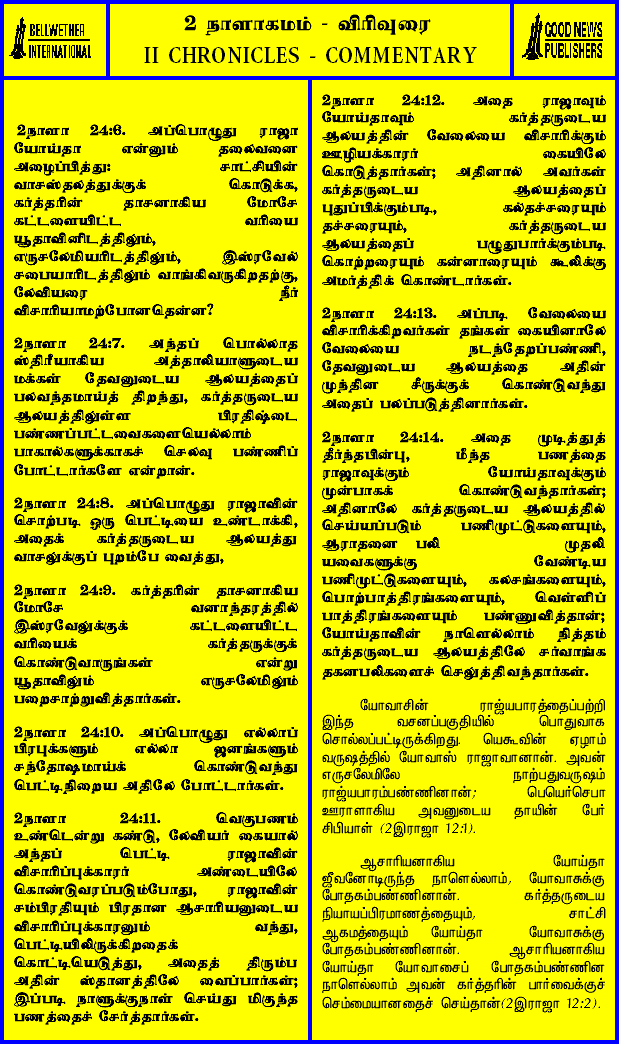 BELLWETHER
INTERNATIONAL
2 நாளாகமம் - விரிவுரை
II CHRONICLES - COMMENTARY
GOOD NEWS
PUBLISHERS
2நாளா 24:6. அப்பொழுது ராஜா
யோய்தா என்னும் தலைவனை
அழைப்பித்து: சாட்சியின்
வாசஸ்தலத்துக்குக் கொடுக்க,
கர்த்தரின் தாசனாகிய மோசே
கட்டளையிட்ட வரியை
யூதாவினிடத்திலும்,
எருசலேமியரிடத்திலும், இஸ்ரவேல்
சபையாரிடத்திலும் வாங்கிவருகிறதற்கு,
லேவியரை நீர்
விசாரியாமற்போனதென்ன?
2நாளா 24:7. அந்தப் பொல்லாத
ஸ்திரீயாகிய அத்தாலியாளுடைய
மக்கள் தேவனுடைய ஆலயத்தைப்
பலவந்தமாய்த் திறந்து, கர்த்தருடைய
ஆலயத்திலுள்ள பிரதிஷ்டை
பண்ணப்பட்டவைகளையெல்லாம்
பாகால்களுக்காகச் செலவு பண்ணிப்
போட்டார்களே என்றான்.
2நாளா 24:8. அப்பொழுது ராஜாவின்
சொற்படி ஒரு பெட்டியை உண்டாக்கி,
அதைக் கர்த்தருடைய ஆலயத்து
வாசலுக்குப் புறம்பே வைத்து,
2நாளா 24:9. கர்த்தரின் தாசனாகிய
மோசே வனாந்தரத்தில்
இஸ்ரவேலுக்குக் கட்டளையிட்ட
வரியைக் கர்த்தருக்குக்
கொண்டுவாருங்கள் என்று
யூதாவிலும் எருசலேமிலும்
பறைசாற்றுவித்தார்கள்.
2நாளா 24:10. அப்பொழுது எல்லாப்
பிரபுக்களும் எல்லா ஜனங்களும்
சந்தோஷமாய்க் கொண்டுவந்து
பெட்டிநிறைய அதிலே போட்டார்கள்.
2நாளா 24:11. வெகுபணம்
உண்டென்று கண்டு, லேவியர் கையால்
அந்தப் பெட்டி ராஜாவின்
விசாரிப்புக்காரர் அண்டையிலே
கொண்டுவரப்படும்போது, ராஜாவின்
சம்பிரதியும் பிரதான ஆசாரியனுடைய
விசாரிப்புக்காரனும் வந்து,
பெட்டியிலிருக்கிறதைக்
கொட்டியெடுத்து, அதைத் திரும்ப
அதின் ஸ்தானத்திலே வைப்பார்கள்;
இப்படி நாளுக்குநாள் செய்து மிகுந்த
பணத்தைச் சேர்த்தார்கள்.
2நாளா 24:12. அதை ராஜாவும்
யோய்தாவும் கர்த்தருடைய
ஆலயத்தின் வேலையை விசாரிக்கும்
ஊழியக்காரர் கையிலே
கொடுத்தார்கள்; அதினால் அவர்கள்
கர்த்தருடைய ஆலயத்தைப்
புதுப்பிக்கும்படி, கல்தச்சரையும்
தச்சரையும், கர்த்தருடைய
ஆலயத்தைப் பழுதுபார்க்கும்படி
கொற்றரையும் கன்னாரையும் கூலிக்கு
அமர்த்திக் கொண்டார்கள்.
2நாளா 24:13. அப்படி வேலையை
விசாரிக்கிறவர்கள் தங்கள் கையினாலே
வேலையை நடந்தேறப்பண்ணி,
தேவனுடைய ஆலயத்தை அதின்
முந்தின சீருக்குக் கொண்டுவந்து
அதைப் பலப்படுத்தினார்கள்.
2நாளா 24:14. அதை முடித்துத்
தீர்ந்தபின்பு, மீந்த பணத்தை
ராஜாவுக்கும் யோய்தாவுக்கும்
முன்பாகக் கொண்டுவந்தார்கள்;
அதினாலே கர்த்தருடைய ஆலயத்தில்
செய்யப்படும் பணிமுட்டுகளையும்,
ஆராதனை பலி முதலி
யவைகளுக்கு வேண்டிய
பணிமுட்டுகளையும், கலசங்களையும்,
பொற்பாத்திரங்களையும், வெள்ளிப்
பாத்திரங்களையும் பண்ணுவித்தான்;
யோய்தாவின் நாளெல்லாம் நித்தம்
கர்த்தருடைய ஆலயத்திலே சர்வாங்க
தகனபலிகளைச் செலுத்திவந்தார்கள்.
யோவாசின் ராஜ்யபாரத்தைப்பற்றி
இந்த வசனப்பகுதியில் பொதுவாக
சொல்லப்பட்டிருக்கிறது. யெகூவின் ஏழாம்
வருஷத்தில் யோவாஸ் ராஜாவானான். அவன்
எருசலேமிலே நாற்பதுவருஷம்
ராஜ்யபாரம்பண்ணினான்; பெயெர்செபா
ஊராளாகிய அவனுடைய தாயின் பேர்
சிபியாள் (2இராஜா 12:1).
ஆசாரியனாகிய யோய்தா
ஜீவனோடிருந்த நாளெல்லாம், யோவாசுக்கு
போதகம்பண்ணினான். கர்த்தருடைய
நியாயப்பிரமாணத்தையும், சாட்சி
ஆகமத்தையும் யோய்தா யோவாசுக்கு
போதகம்பண்ணினான். ஆசாரியனாகிய
யோய்தா யோவாசைப் போதகம்பண்ணின
நாளெல்லாம் அவன் கர்த்தரின் பார்வைக்குச்
செம்மையானதைச் செய்தான்(2இராஜா 12:2).